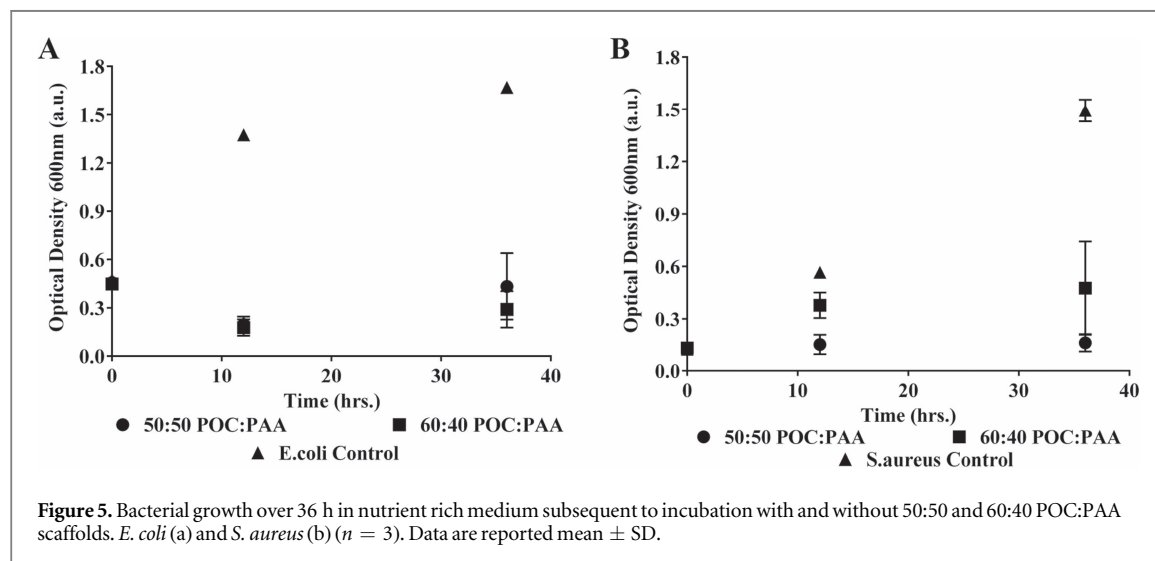 A
Optical Density 600nm (a.u.)
1.8
1.5
1.2
0.9
0.6
0.3
0.0
0 10 20 30 40
Time (hrs.)
50:50 POC:PAA 60:40 POC:PAA
E.coli Control
B
Optical Density 600nm (a.u.)
1.8
1.5
1.2
0.9
0.6
0.3
0.0
0 10 20 30 40
Time (hrs.)
50:50 POC:PAA 60:40 POC:PAA
S.aureus Control
Figure 5. Bacterial growth over 36 h in nutrient rich medium subsequent to incubation with and without 50:50 and 60:40 POC:PAA
scaffolds. E. coli (a) and S. aureus (b) (n = 3). Data are reported mean ± SD.